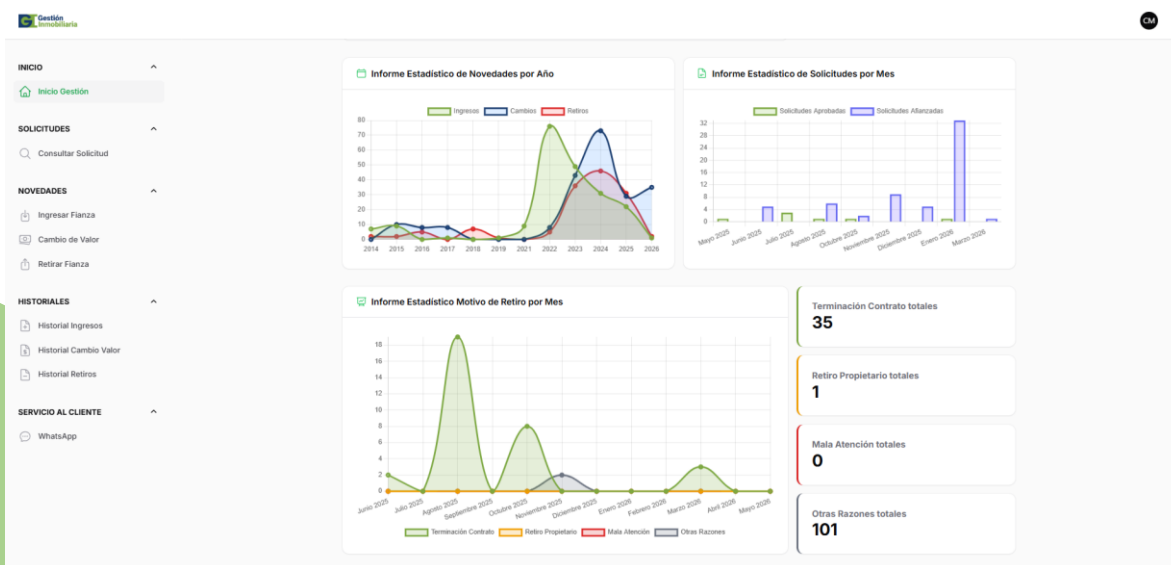 Gestión
Inmobiliaria
CM
INICIO
Inicio Gestión
SOLICITUDES
Consultar Solicitud
NOVEDADES
Ingresar Fianza
Cambio de Valor
Retirar Fianza
HISTORIALES
Historial Ingresos
Historial Cambio Valor
Historial Retiros
SERVICIO AL CLIENTE
WhatsApp
Informe Estadístico de Novedades por Año
Ingresos Cambios Retiros
80
70
60
50
40
30
20
10
0
2014 2015 2016 2017 2018 2019 2021 2022 2023 2024 2025 2026
Informe Estadístico de Solicitudes por Mes
Solicitudes Aprobadas Solicitudes Afianzadas
32
28
24
20
16
12
8
4
0
Mayo 2025 Junio 2025 Julio 2025 Agosto 2025 Octubre 2025 Noviembre 2025 Diciembre 2025 Enero 2026 Marzo 2026
Informe Estadístico Motivo de Retiro por Mes
18
16
14
12
10
8
6
4
2
0
Junio 2025 Julio 2025 Agosto 2025 Septiembre 2025 Octubre 2025 Noviembre 2025 Diciembre 2025 Enero 2026 Febrero 2026 Marzo 2026 Abril 2026 Mayo 2026
Terminación Contrato Retiro Propietario Mala Atención Otras Razones
Terminación Contrato totales
35
Retiro Propietario totales
1
Mala Atención totales
0
Otras Razones totales
101